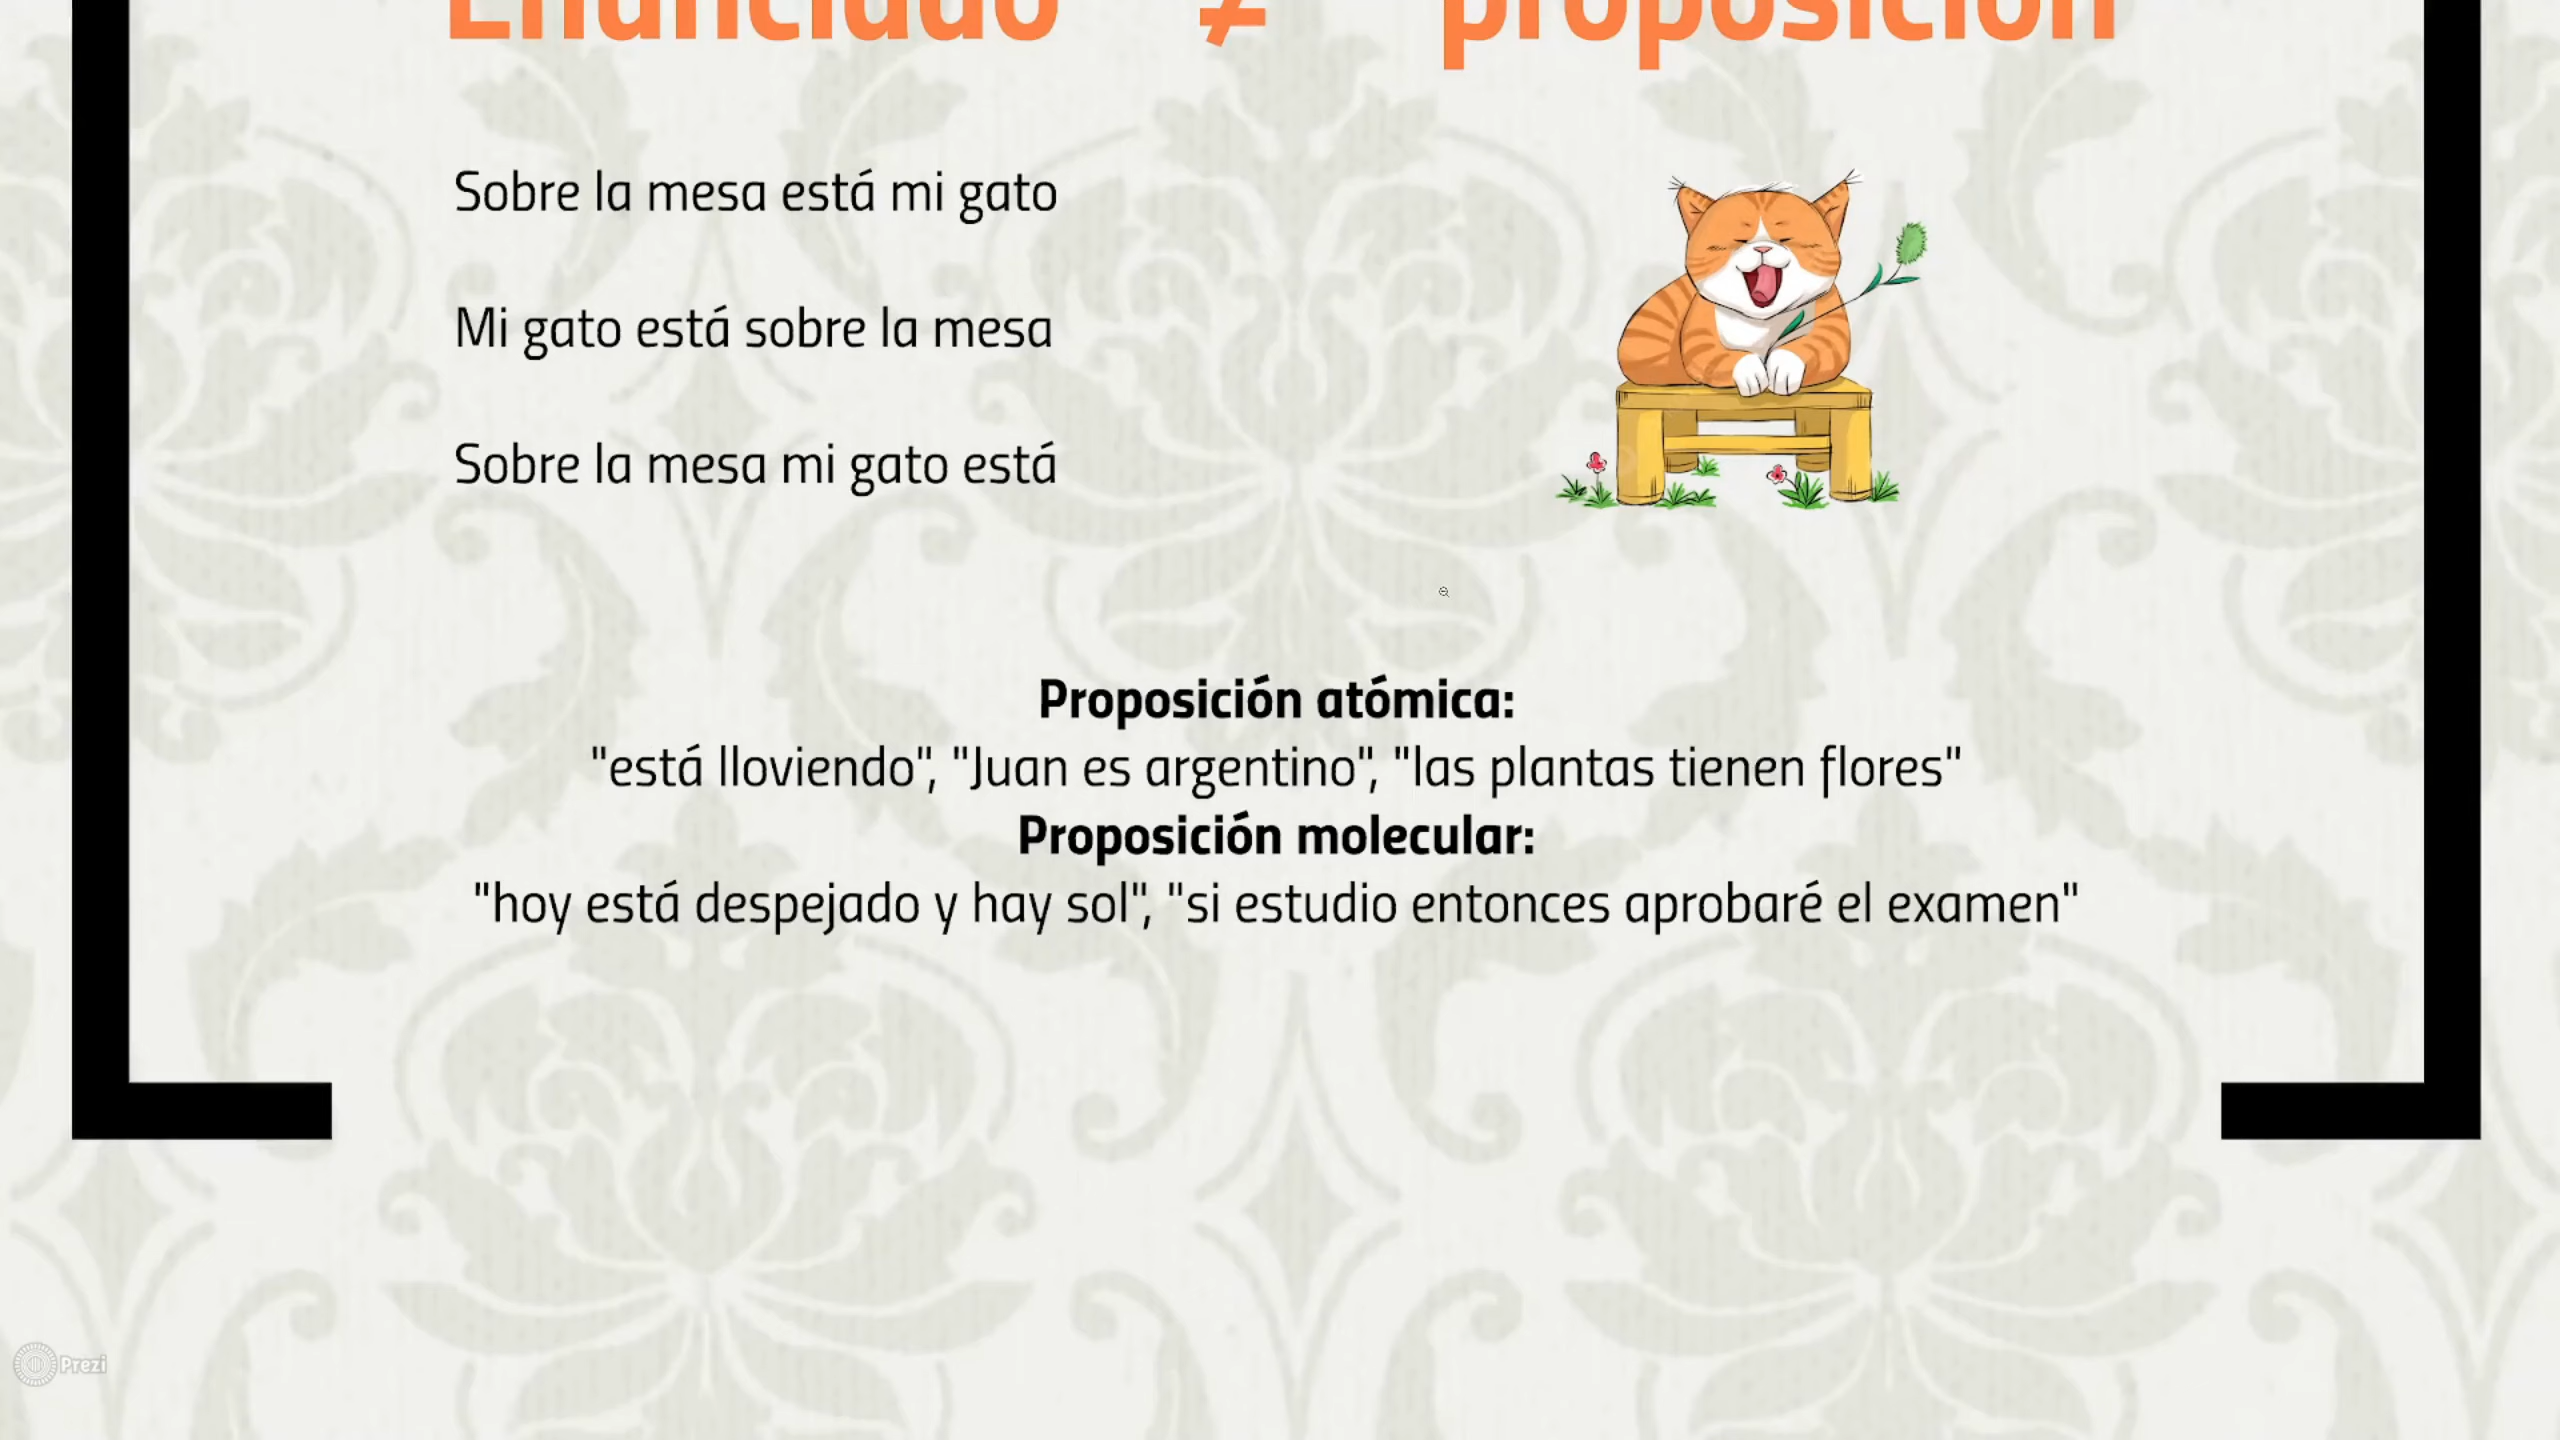 Enunciado ≠ proposición
Sobre la mesa está mi gato
Mi gato está sobre la mesa
Sobre la mesa mi gato está
Proposición atómica:
"está lloviendo", "Juan es argentino", "las plantas tienen flores"
Proposición molecular:
"hoy está despejado y hay sol", "si estudio entonces aprobaré el examen"
Prezi